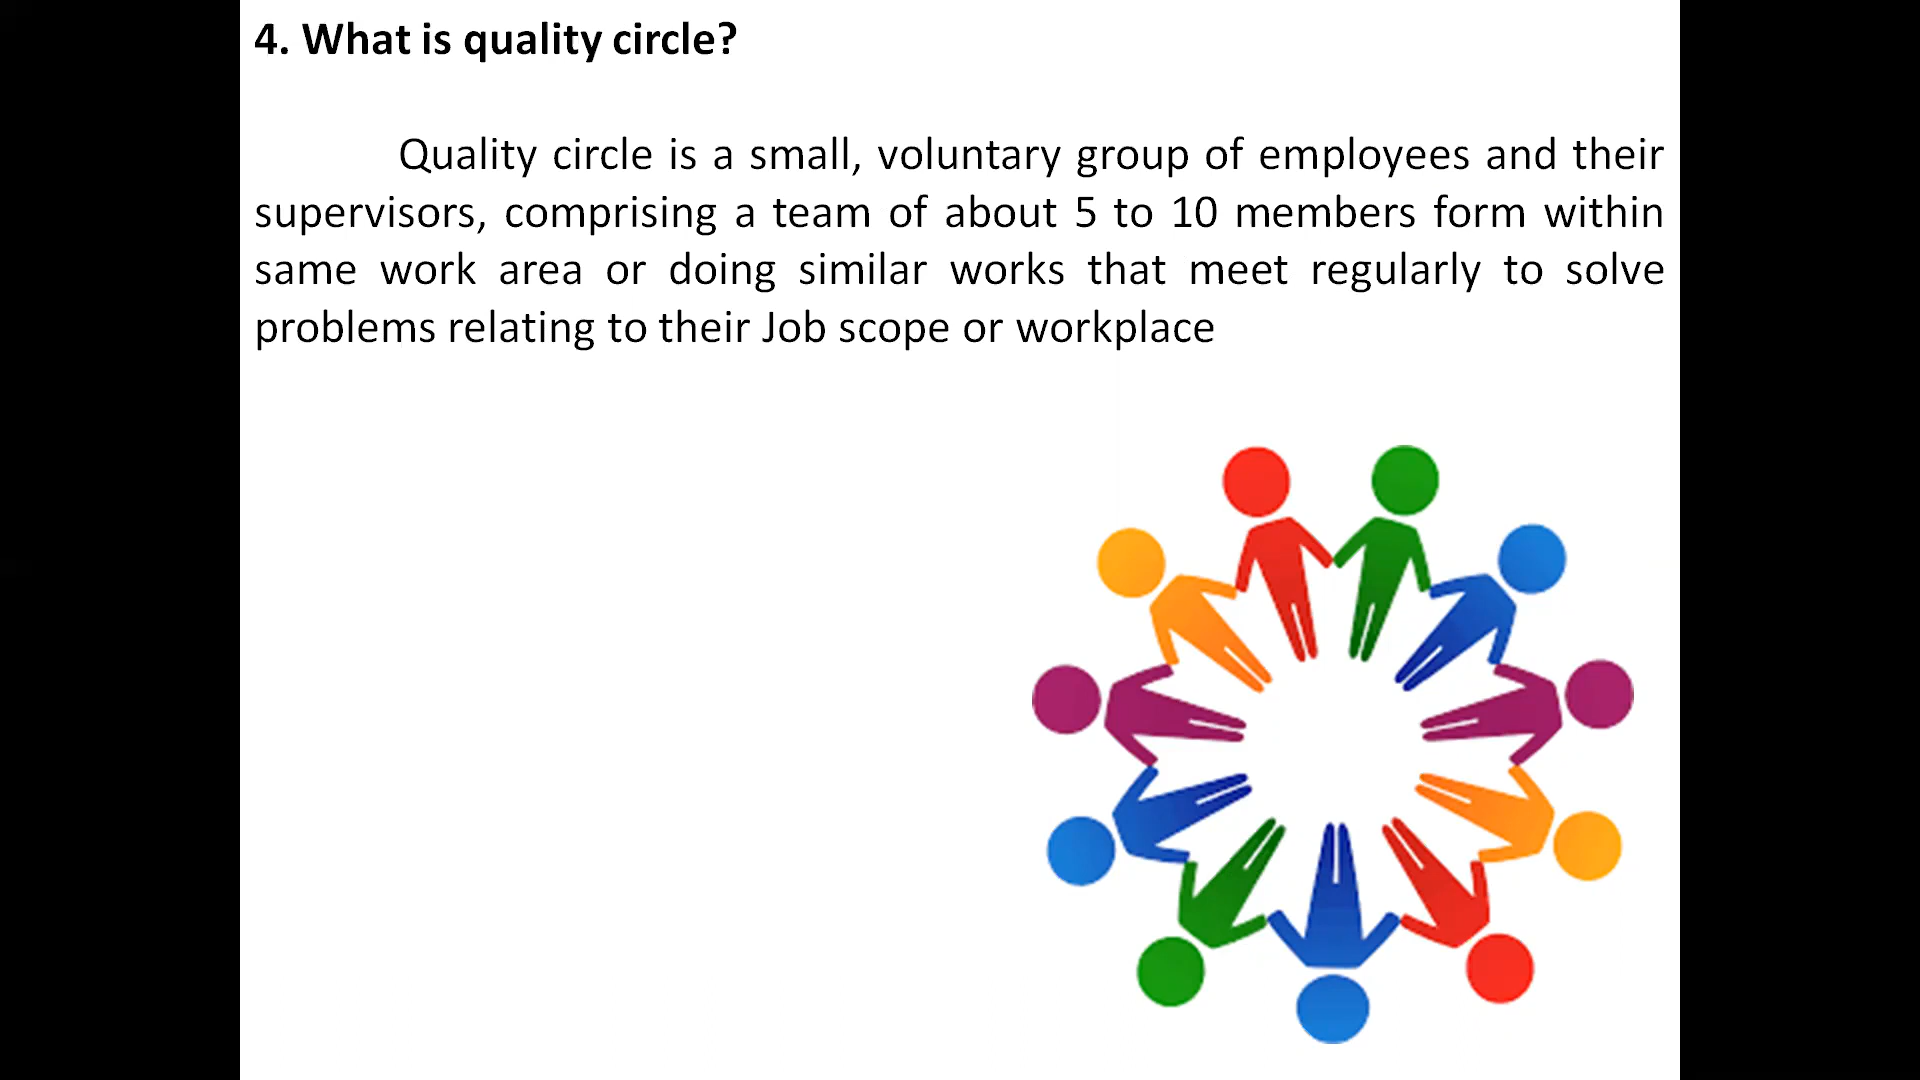 4. What is quality circle?
Quality circle is a small, voluntary group of employees and their
supervisors, comprising a team of about 5 to 10 members form within
same work area or doing similar works that meet regularly to solve
problems relating to their Job scope or workplace